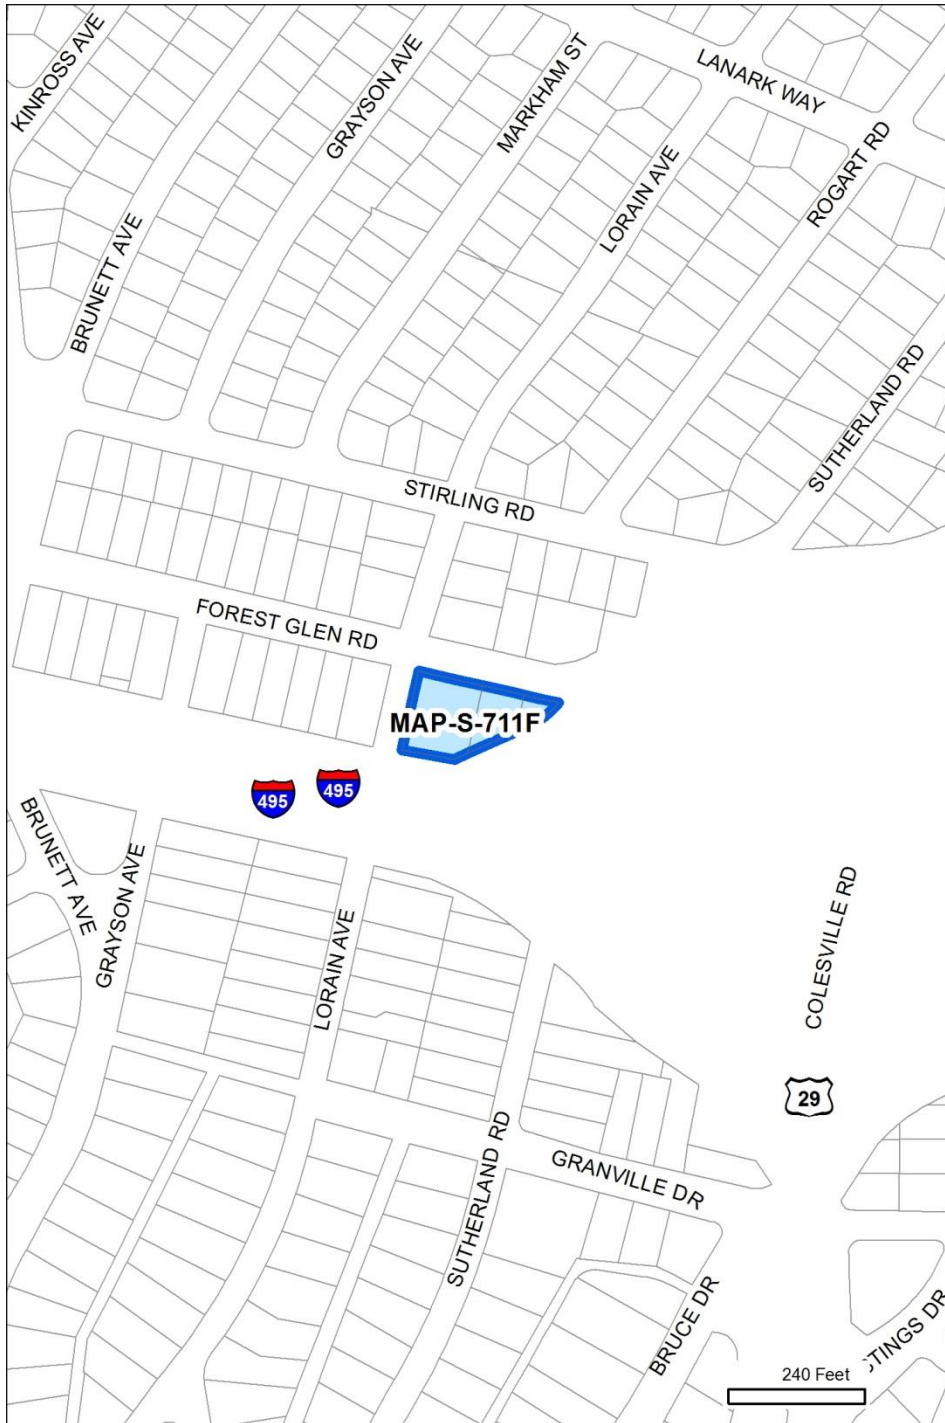 KINROSS AVE
GRAYSON AVE
MARKHAM ST
LANARK WAY
BRUNETT AVE
LORAIN AVE
ROGART RD
SUTHERLAND RD
STIRLING RD
FOREST GLEN RD
MAP-S-711F
495
495
BRUNETT AVE
GRAYSON AVE
LORAIN AVE
COLESVILLE RD
29
SUTHERLAND RD
GRANVILLE DR
BRUCE DR
STINGS DR
240 Feet